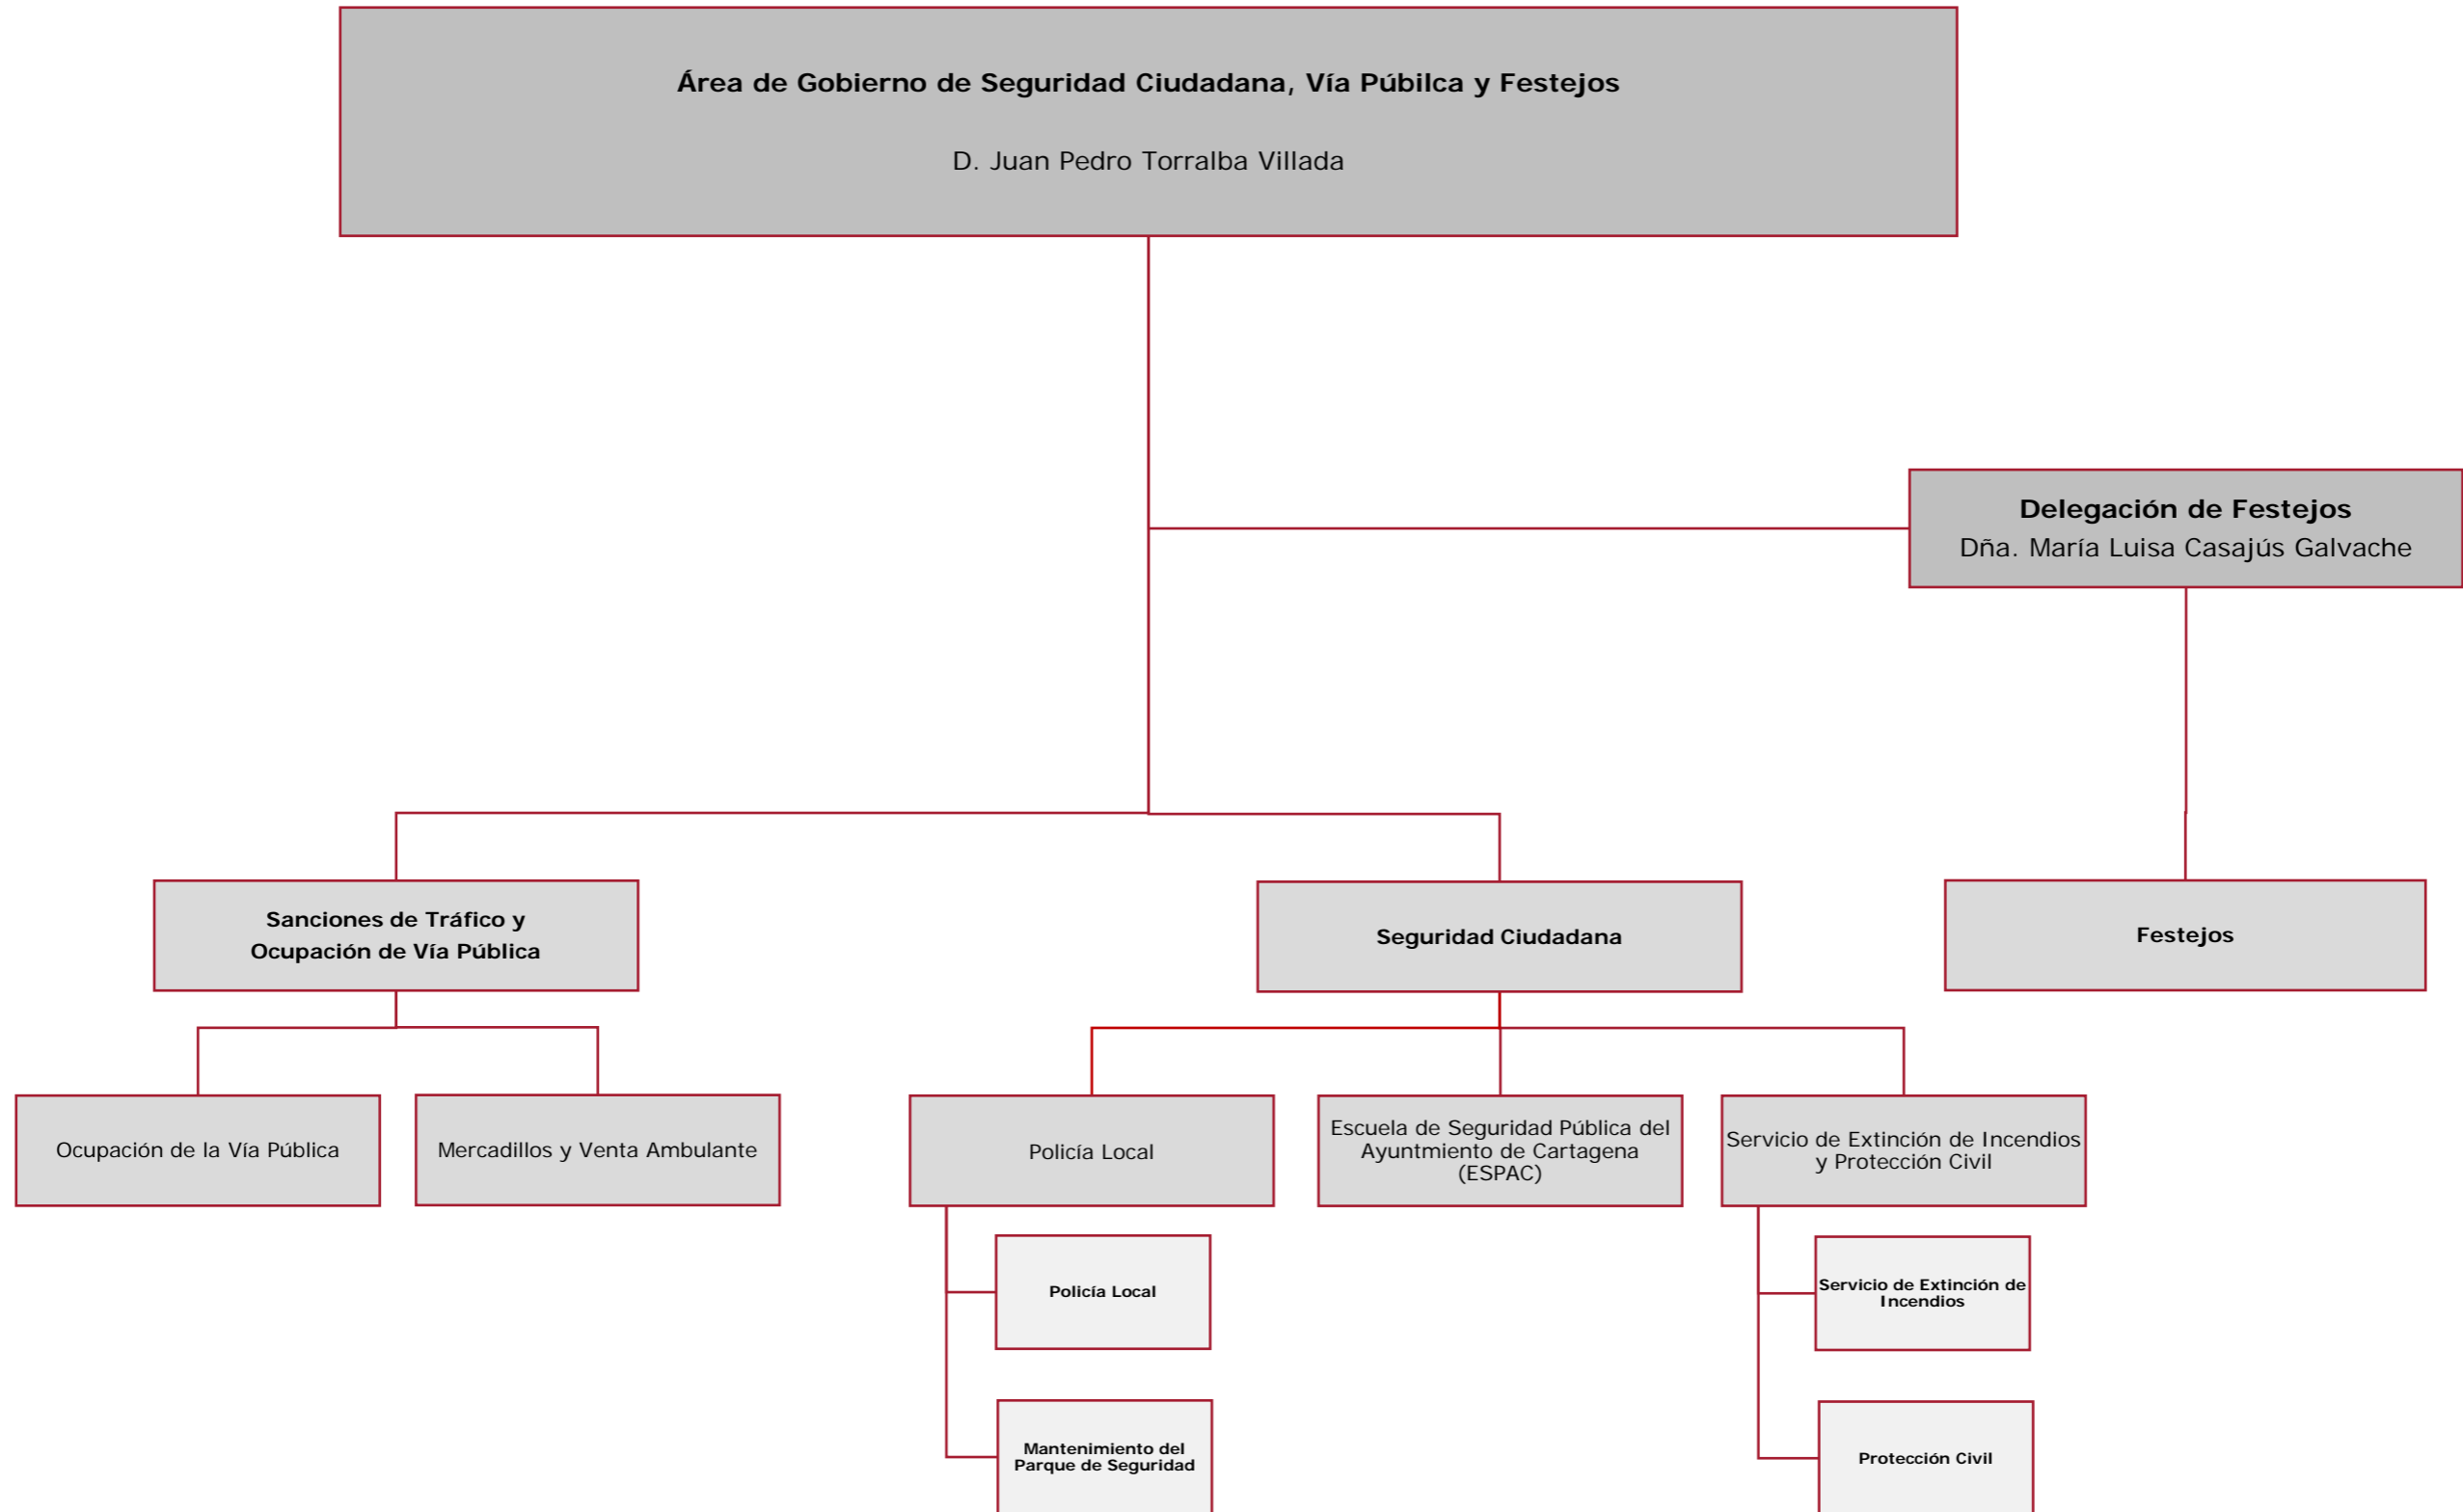 Área de Gobierno de Seguridad Ciudadana, Vía Púbilca y Festejos
D. Juan Pedro Torralba Villada
Delegación de Festejos
Dña. María Luisa Casajús Galvache
Sanciones de Tráfico y
Ocupación de Vía Pública
Seguridad Ciudadana
Festejos
Ocupación de la Vía Pública
Mercadillos y Venta Ambulante
Policía Local
Escuela de Seguridad Pública del
Ayuntmiento de Cartagena
(ESPAC)
Servicio de Extinción de Incendios
y Protección Civil
Policía Local
Servicio de Extinción de
Incendios
Mantenimiento del
Parque de Seguridad
Protección Civil